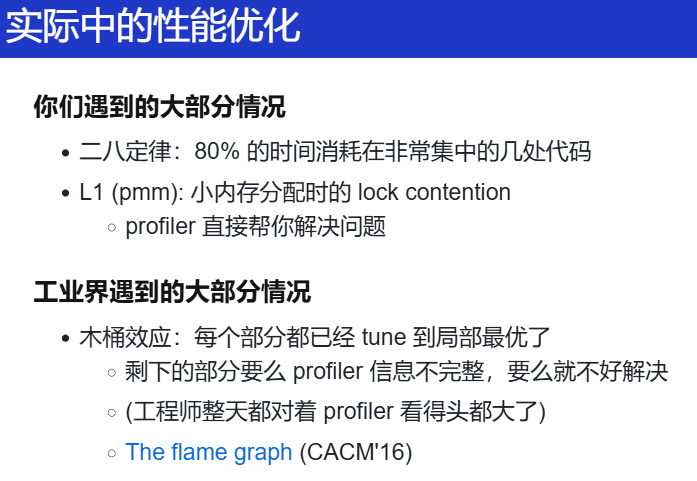 实际中的性能优化
你们遇到的大部分情况
二八定律：80% 的时间消耗在非常集中的几处代码
L1 (pmm): 小内存分配时的 lock contention
profiler 直接帮你解决问题
工业界遇到的大部分情况
木桶效应：每个部分都已经 tune 到局部最优了
剩下的部分要么 profiler 信息不完整，要么就不好解决
(工程师整天都对着 profiler 看得头都大了)
The flame graph (CACM'16)